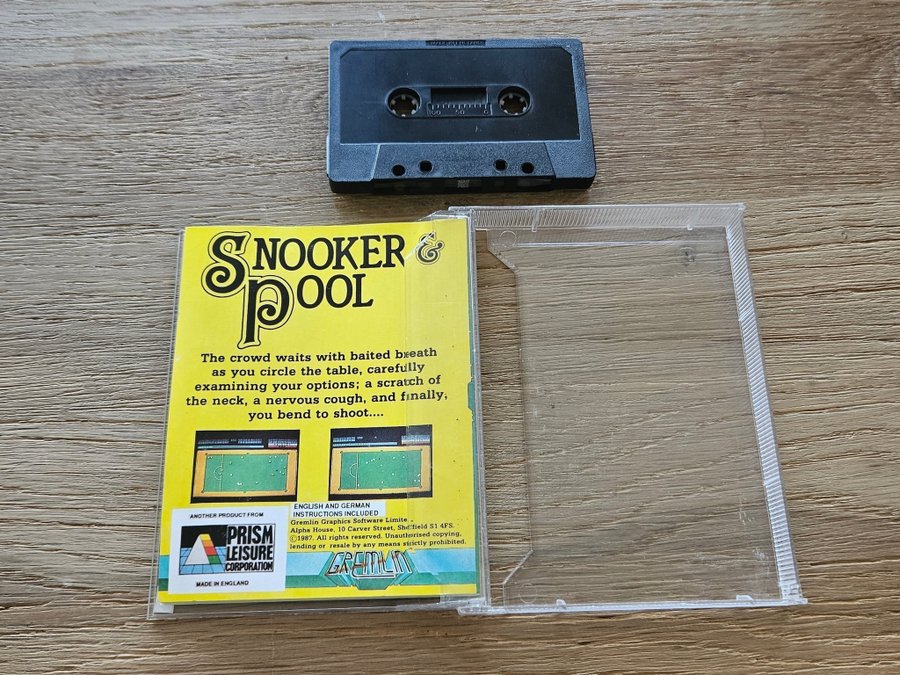 100 50 0
SNOOKER &
POOL
The crowd waits with baited breath
as you circle the table, carefully
examining your options; a scratch of
the neck, a nervous cough, and finally,
you bend to shoot....
ENGLISH AND GERMAN
INSTRUCTIONS INCLUDED
Gremlin Graphics Software Limite
Alpha House, 10 Carver Street, Sheffield S1 4FS.
©1987. All rights reserved. Unauthorised copying,
lending or resale by any means strictly prohibited.
ANOTHER PRODUCT FROM
PRISM
LEISURE
CORPORATION
MADE IN ENGLAND
GREMLIN